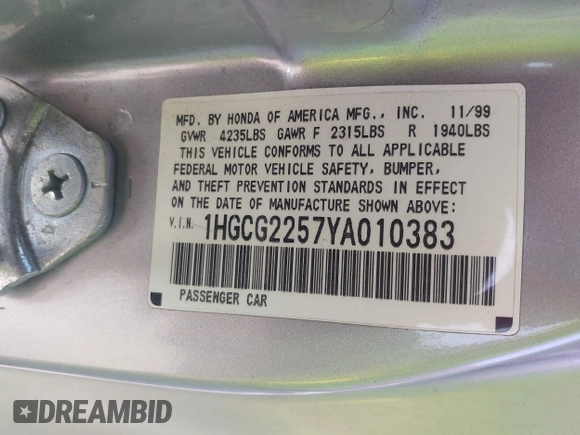 MFD. BY HONDA OF AMERICA MFG., INC. 11/99
GVWR 4235LBS GAWR F 2315LBS R 1940LBS
THIS VEHICLE CONFORMS TO ALL APPLICABLE
FEDERAL MOTOR VEHICLE SAFETY, BUMPER,
AND THEFT PREVENTION STANDARDS IN EFFECT
ON THE DATE OF MANUFACTURE SHOWN ABOVE:
V.I.N. 1HGCG2257YA010383
PASSENGER CAR
DREAMBID